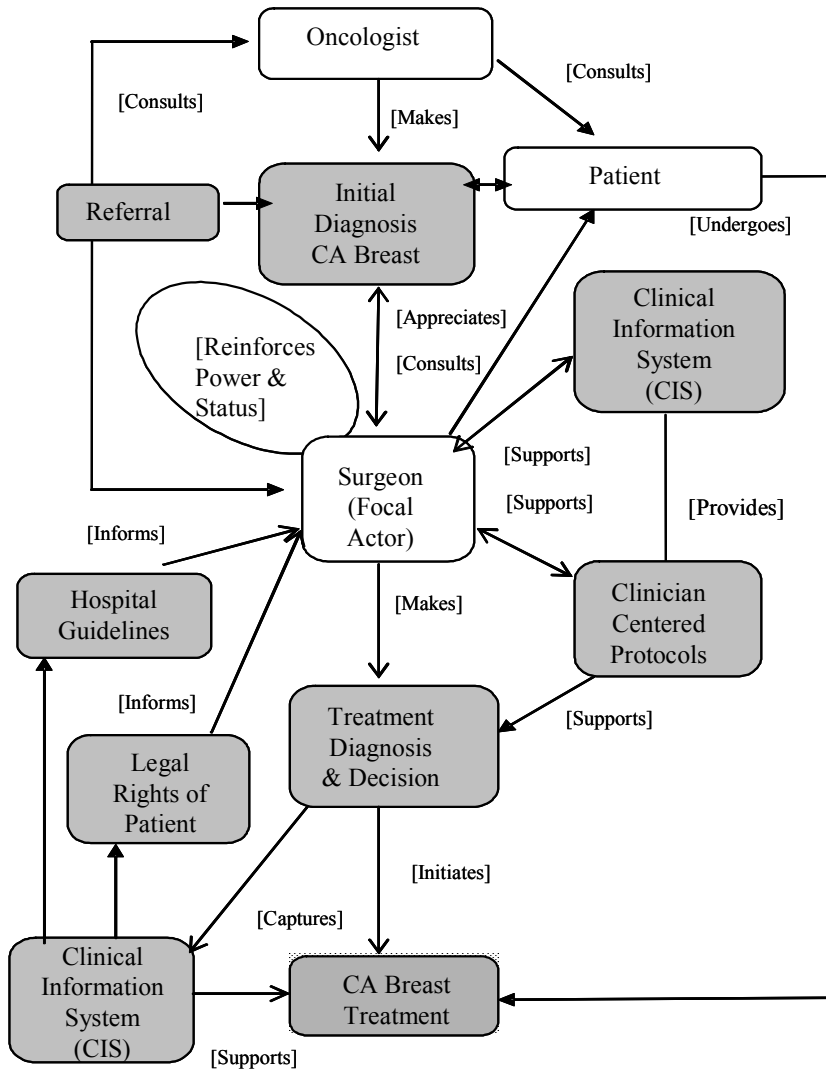 Oncologist
[Consults]
[Consults]
[Makes]
Initial
Diagnosis
CA Breast
Patient
Referral
[Undergoes]
Clinical
Information
System
(CIS)
[Appreciates]
[Reinforces
Power &
Status]
[Consults]
Surgeon
(Focal
Actor)
[Supports]
[Supports]
[Provides]
[Informs]
Hospital
Guidelines
[Makes]
Clinician
Centered
Protocols
[Informs]
Treatment
Diagnosis
& Decision
[Supports]
Legal
Rights of
Patient
[Initiates]
[Captures]
Clinical
Information
System
(CIS)
CA Breast
Treatment
[Supports]